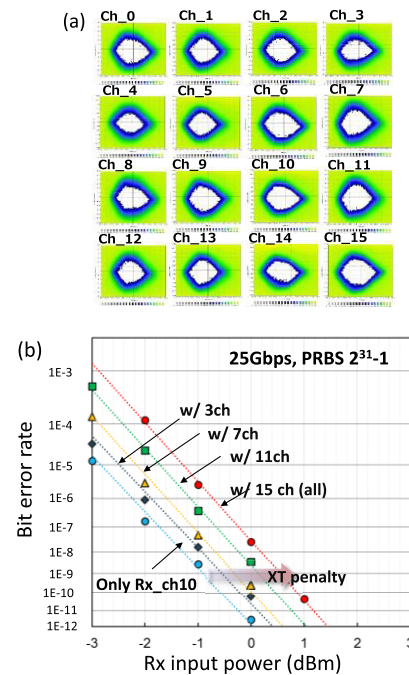 (a)
Ch_0 Ch_1 Ch_2 Ch_3
Ch_4 Ch_5 Ch_6 Ch_7
Ch_8 Ch_9 Ch_10 Ch_11
Ch_12 Ch_13 Ch_14 Ch_15
(b)
25Gbps, PRBS 2³¹-1
1E-3
w/ 3ch
1E-4
w/ 7ch
1E-5
w/ 11ch
1E-6
w/ 15 ch (all)
1E-7
1E-8
1E-9
XT penalty
Only Rx_ch10
1E-10
1E-11
1E-12
Bit error rate
-3 -2 -1 0 1 2 3
Rx input power (dBm)